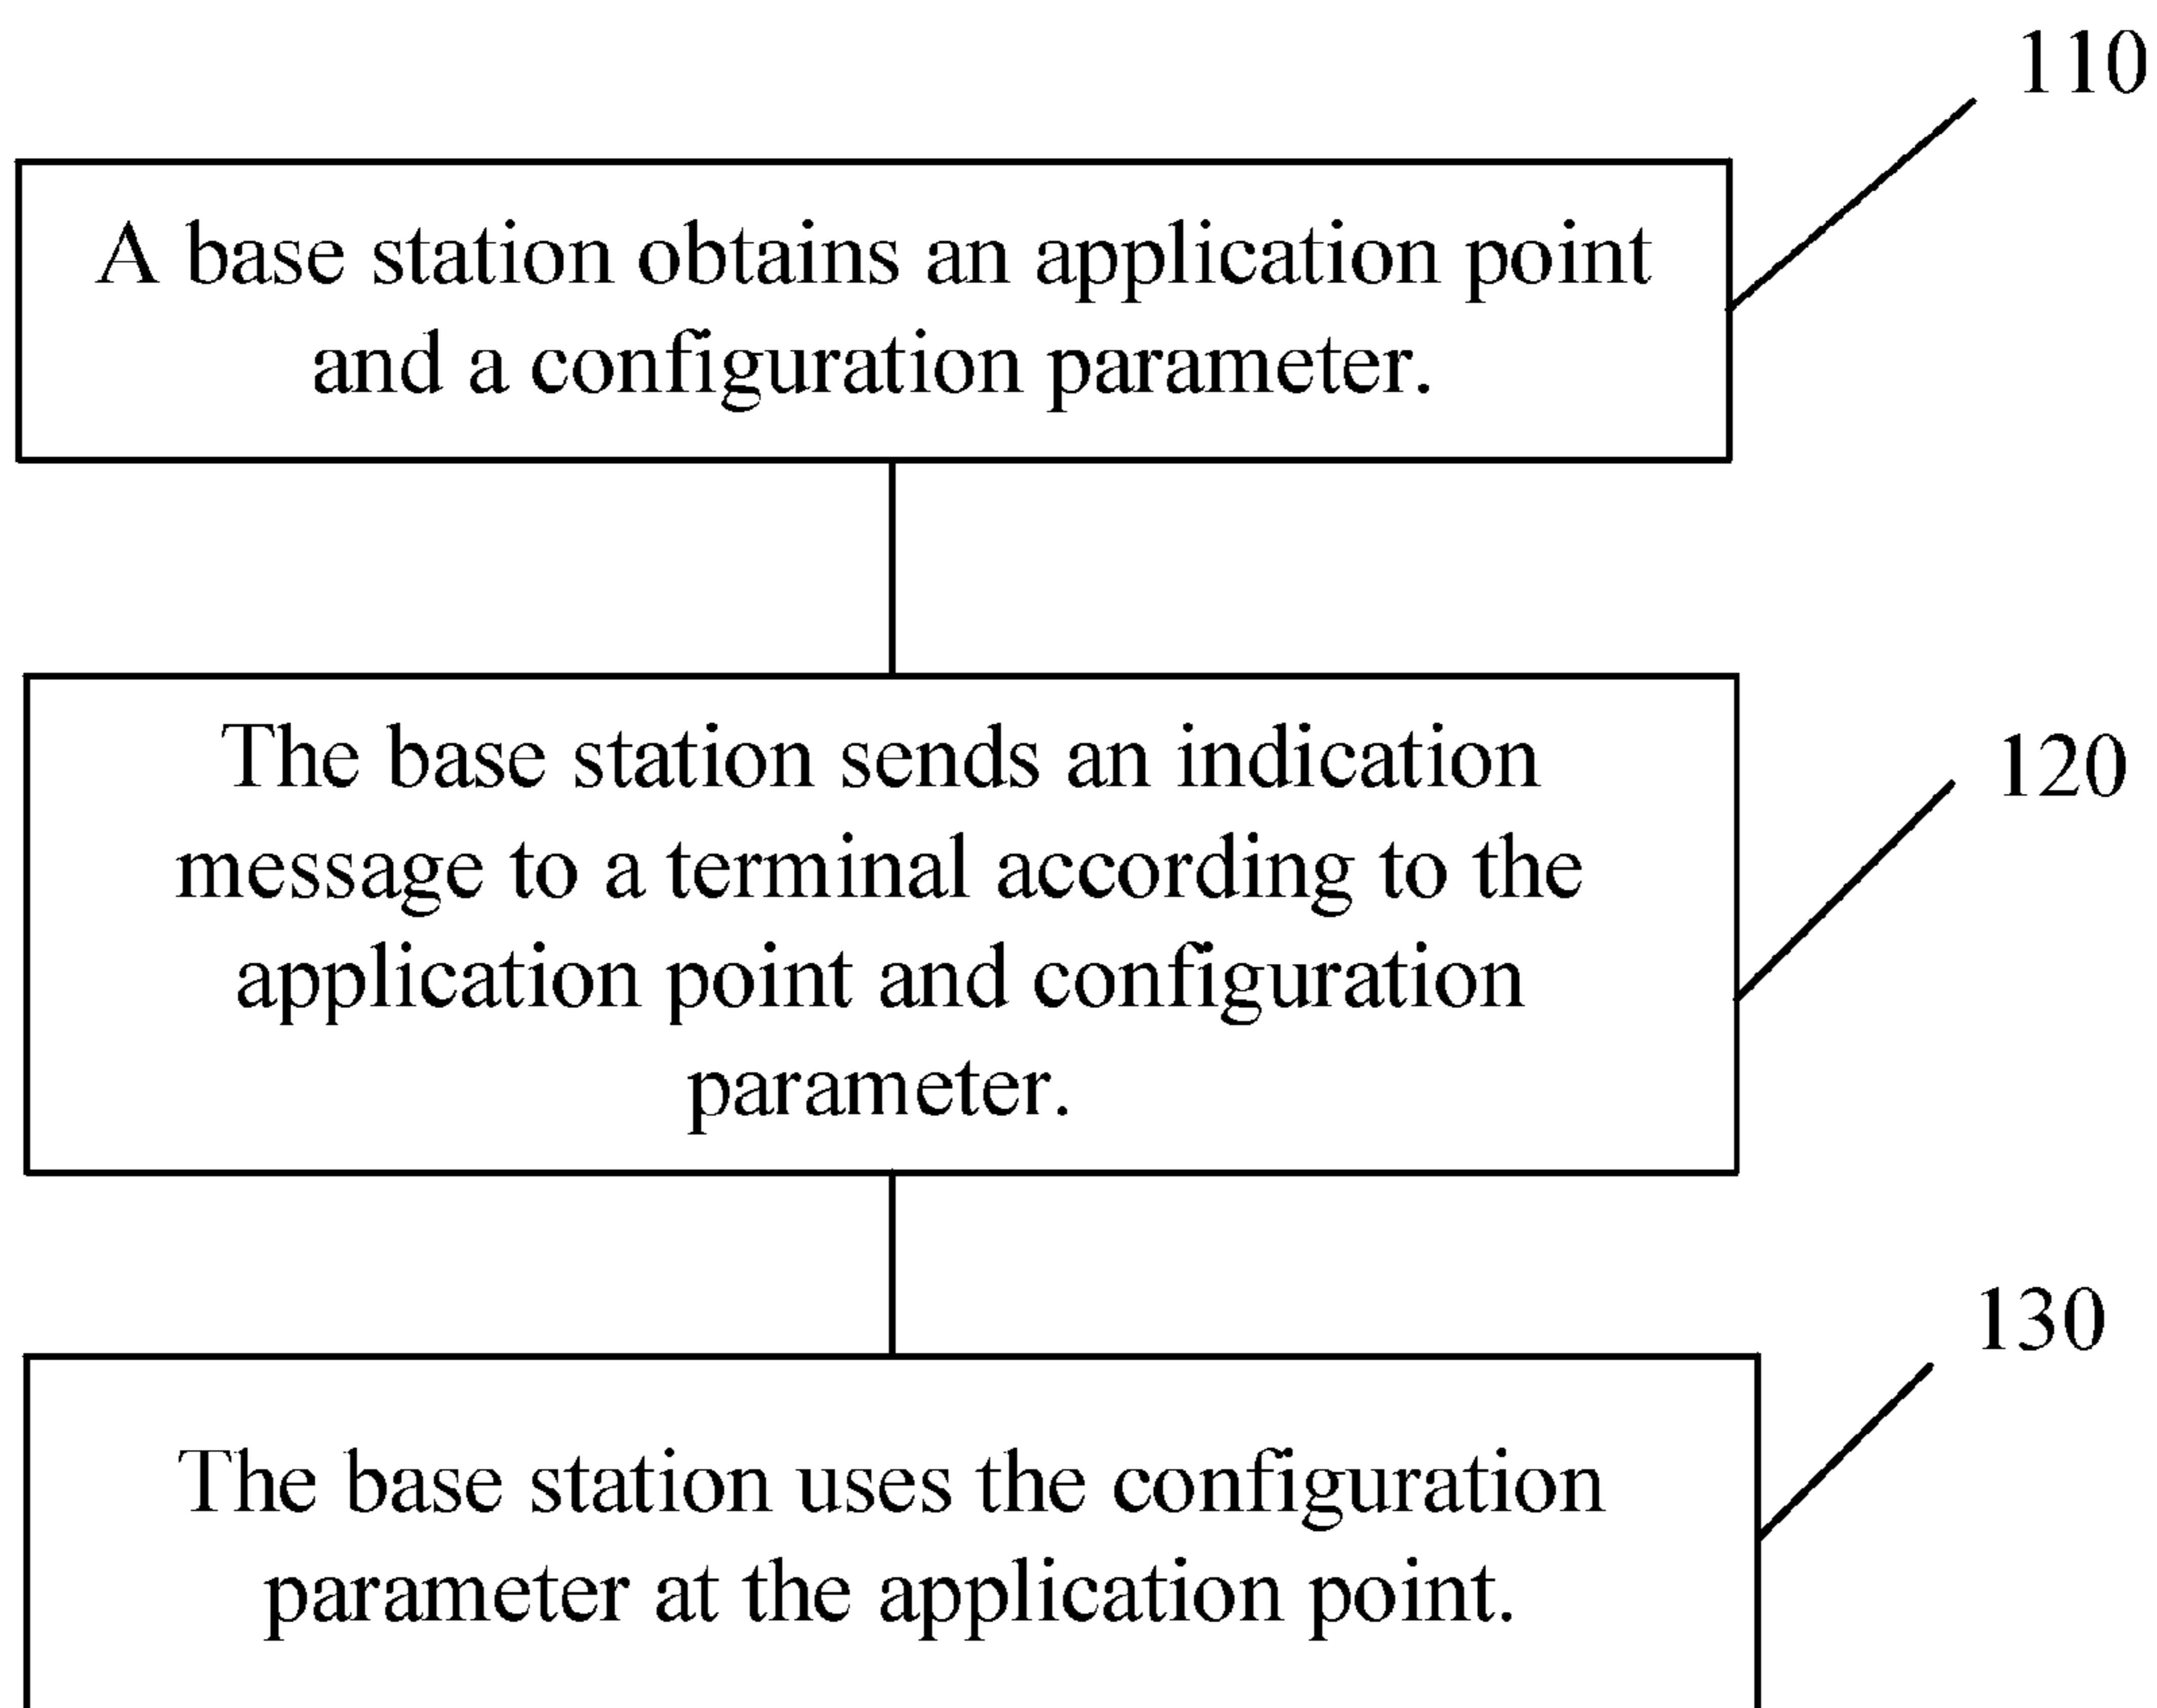 110
A base station obtains an application point
and a configuration parameter.
The base station sends an indication
message to a terminal according to the
application point and configuration
parameter.
120
130
The base station uses the configuration
parameter at the application point.